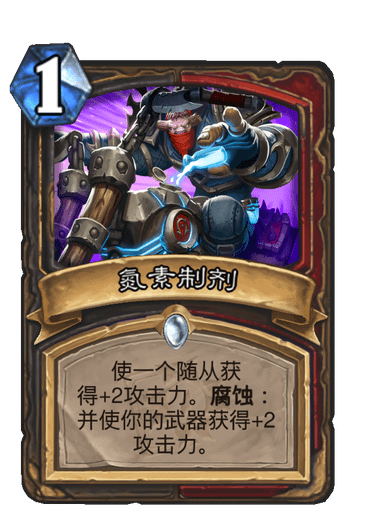 1
氮素制剂
使一个随从获
得+2攻击力。腐蚀：
并使你的武器获得+2
攻击力。